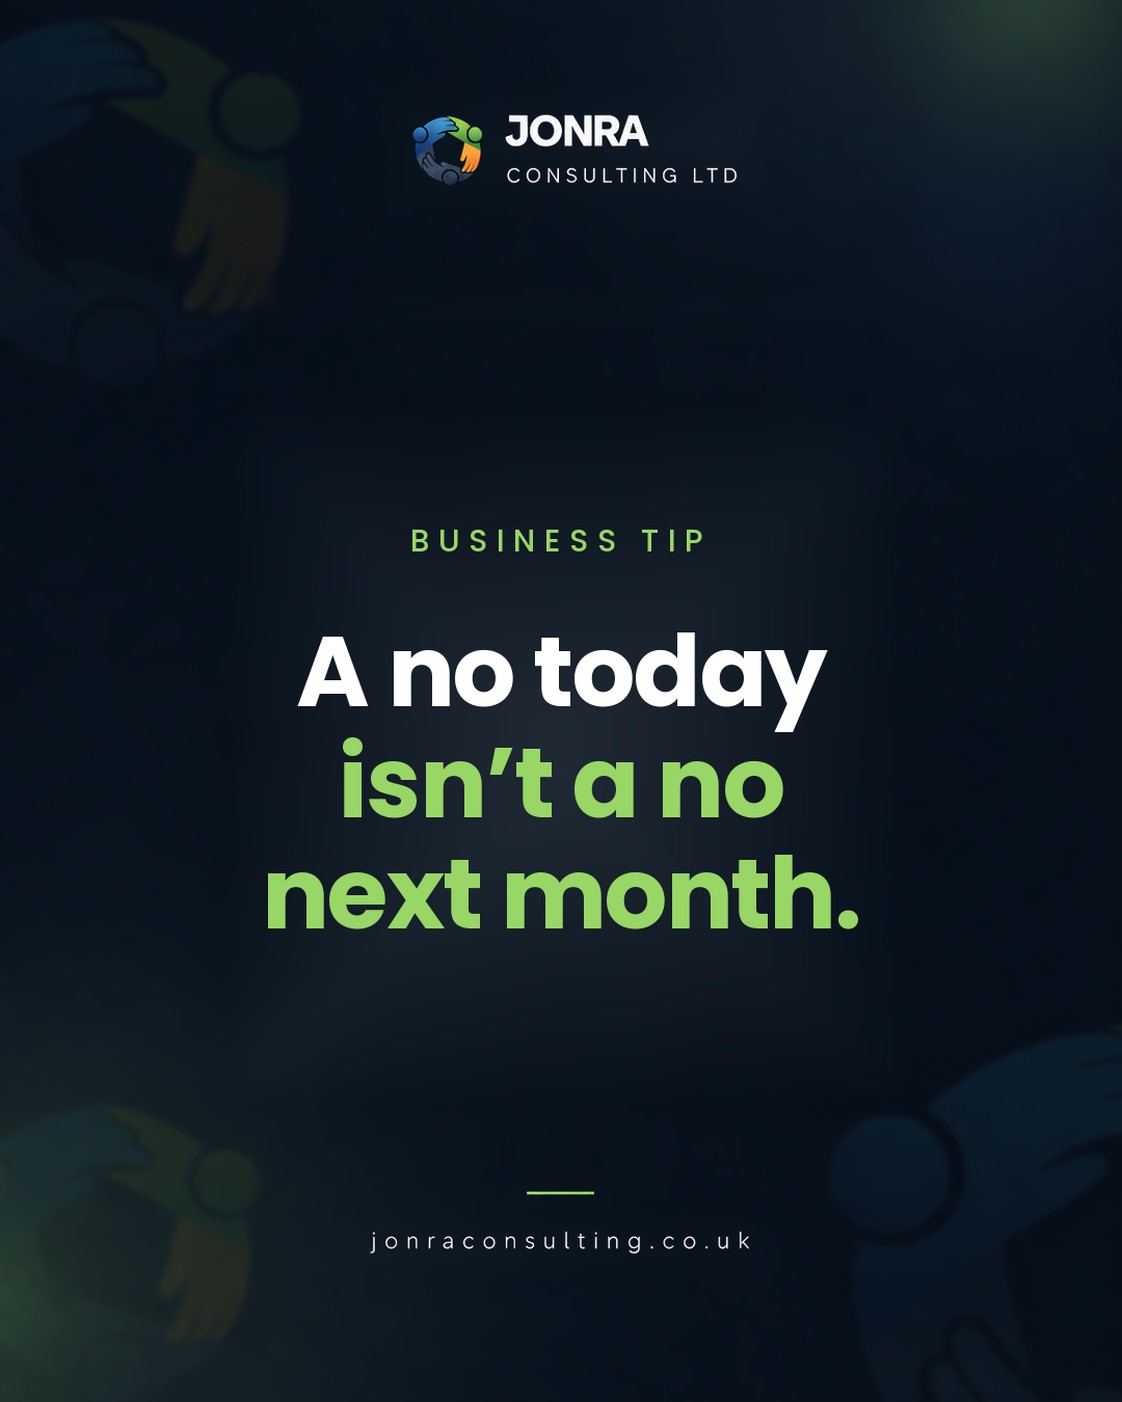 JONRA
CONSULTING LTD
BUSINESS TIP
A no today
isn’t a no
next month.
jonraconsulting.co.uk